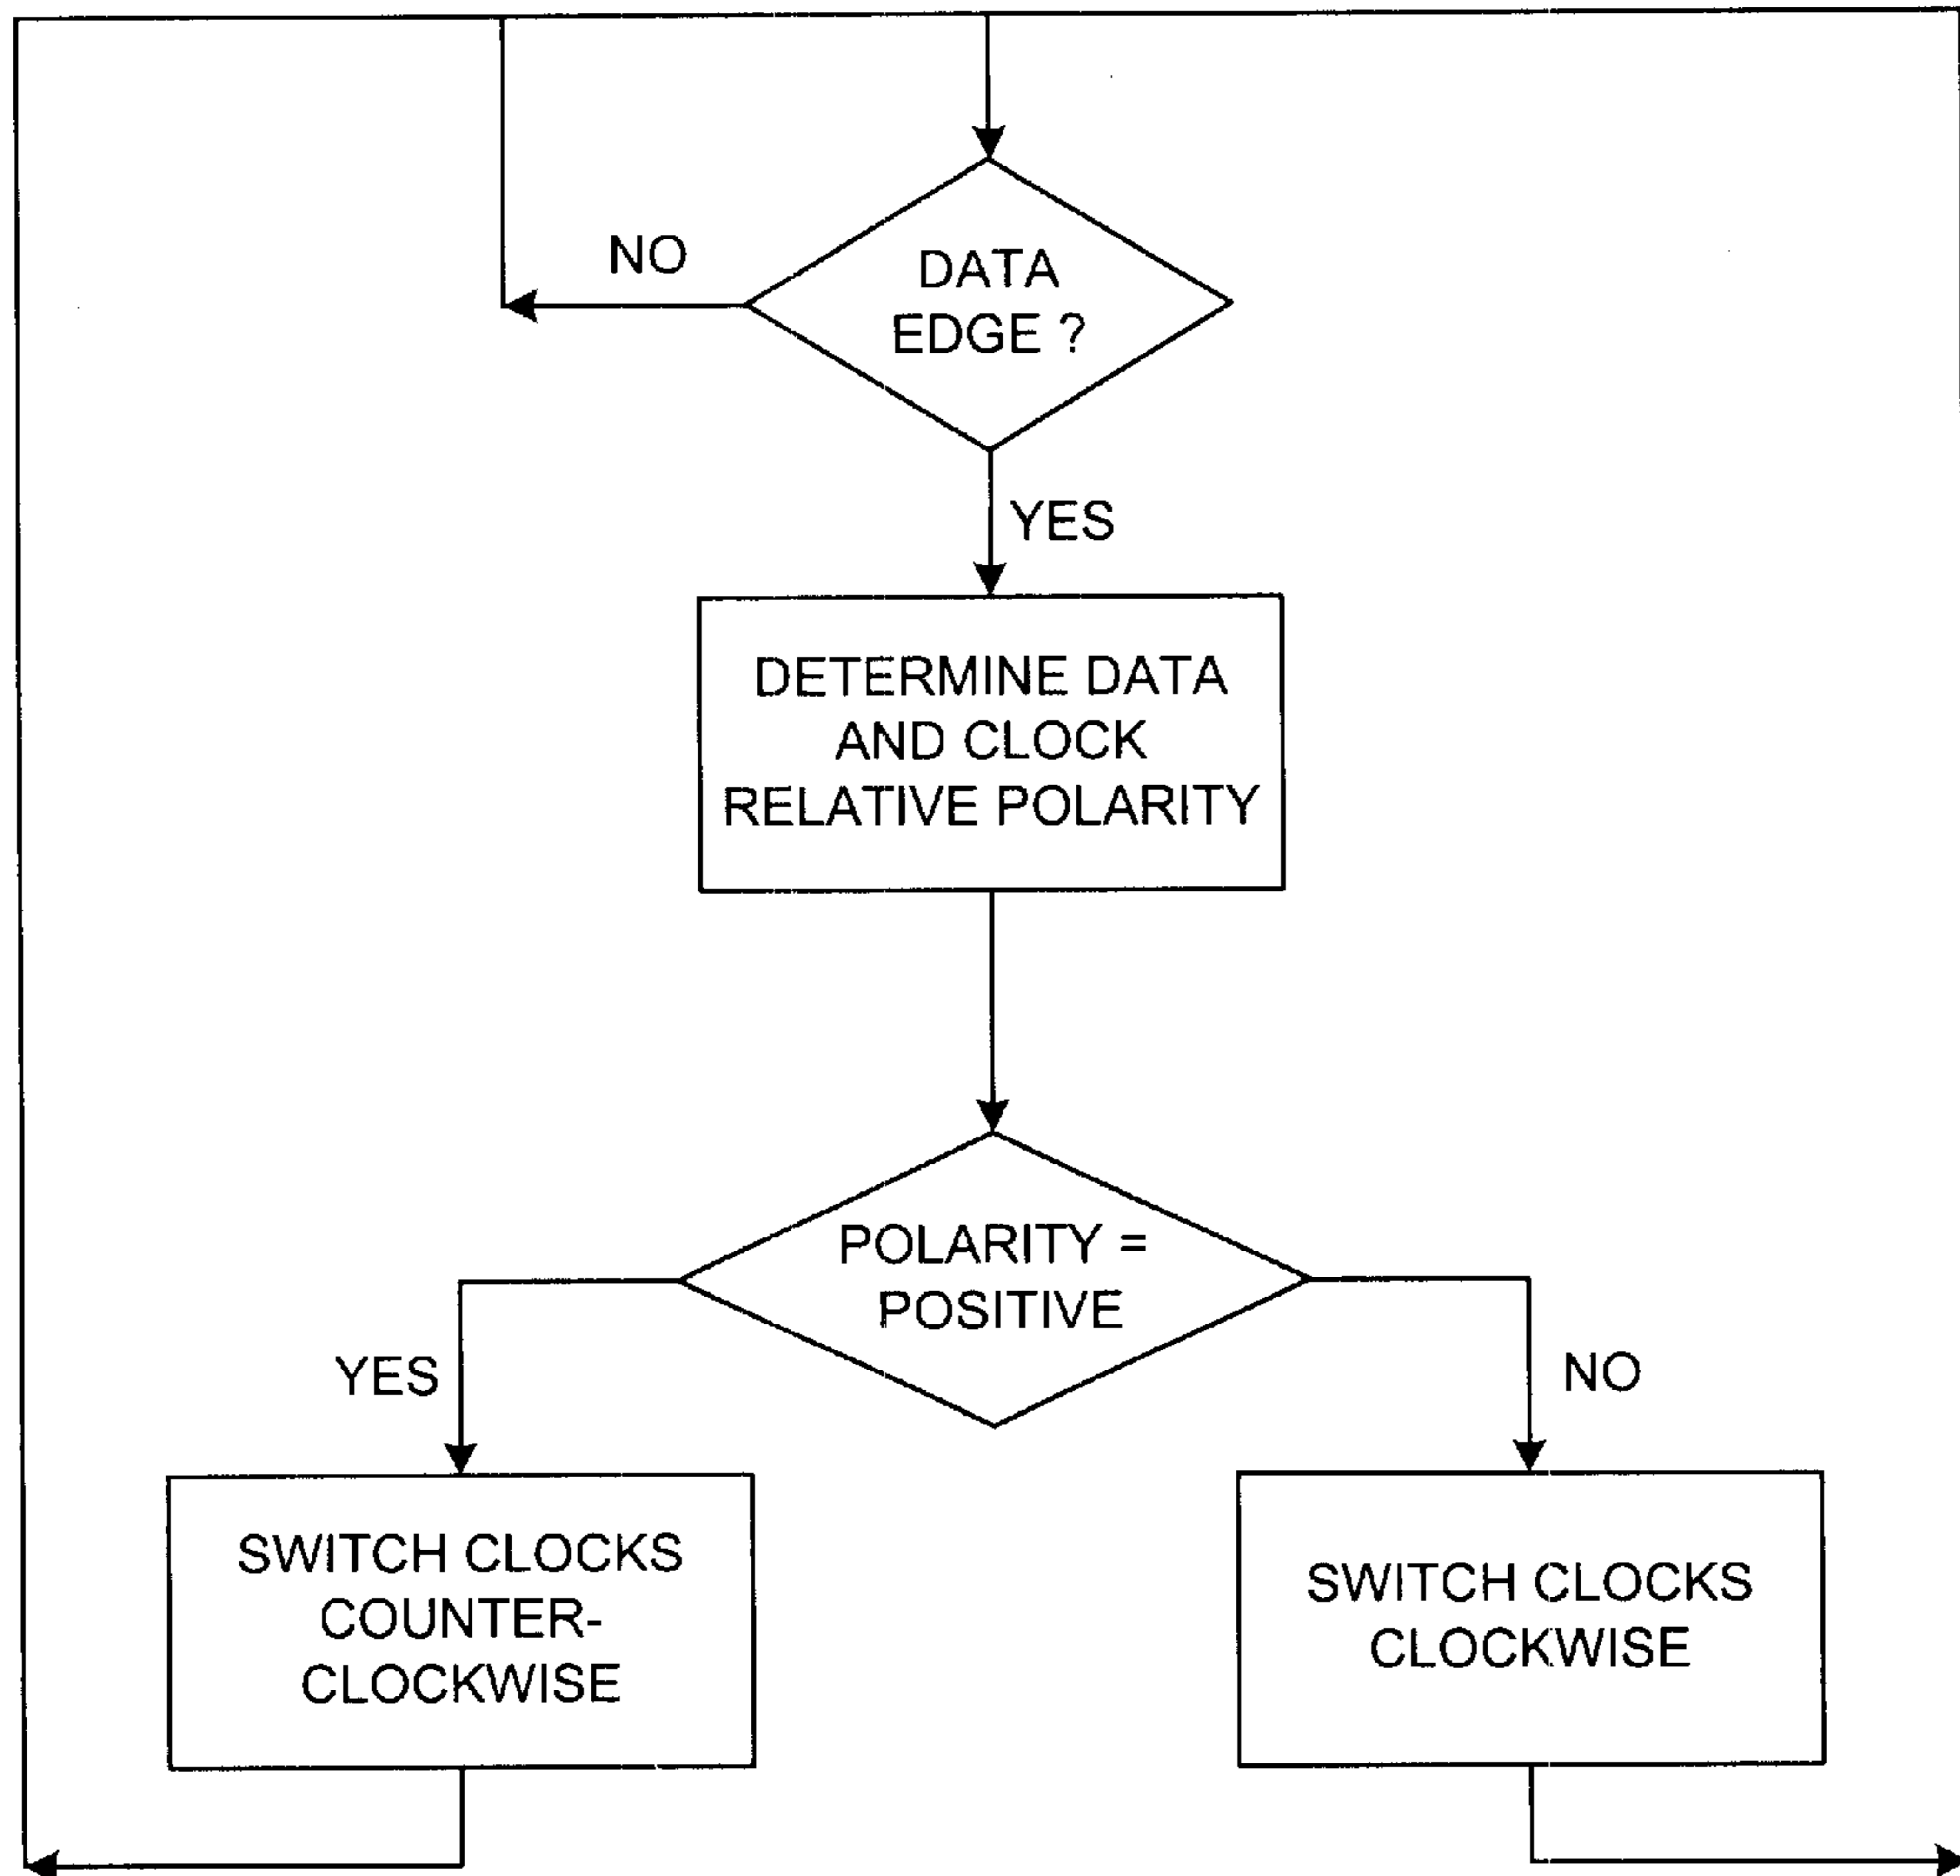 NO
DATA
EDGE ?
YES
DETERMINE DATA
AND CLOCK
RELATIVE POLARITY
POLARITY =
POSITIVE
YES
NO
SWITCH CLOCKS
COUNTER-
CLOCKWISE
SWITCH CLOCKS
CLOCKWISE